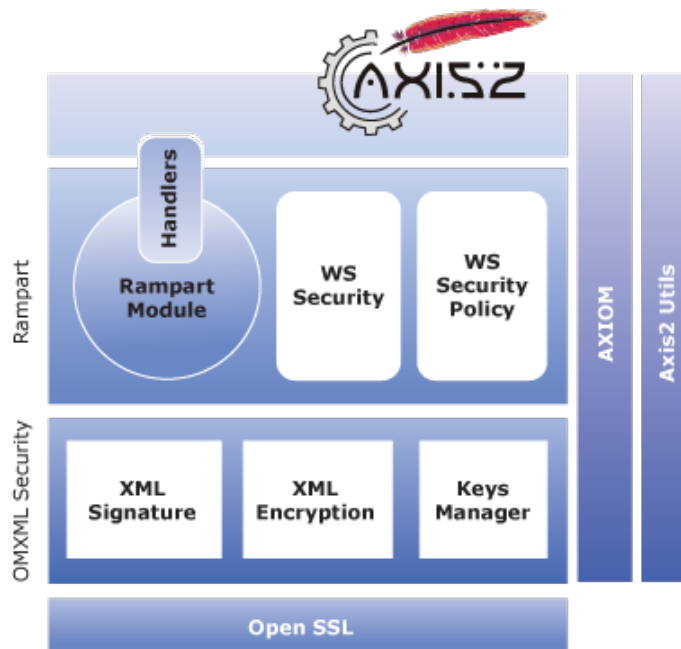 AXIS2
Handlers
Rampart
Module
WS
Security
WS
Security
Policy
Rampart
XML
Signature
XML
Encryption
Keys
Manager
OMXML Security
Open SSL
AXIOM
Axis2 Utils